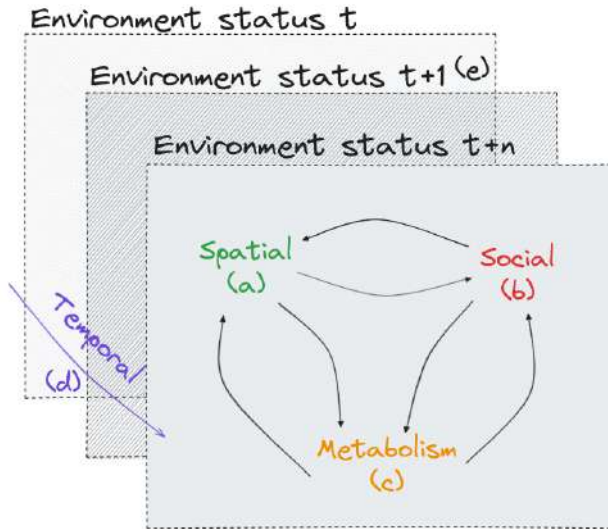 Environment status t
Environment status t+1 (e)
Environment status t+n
Spatial
(a)
Social
(b)
Temporal
(d)
Metabolism
(c)